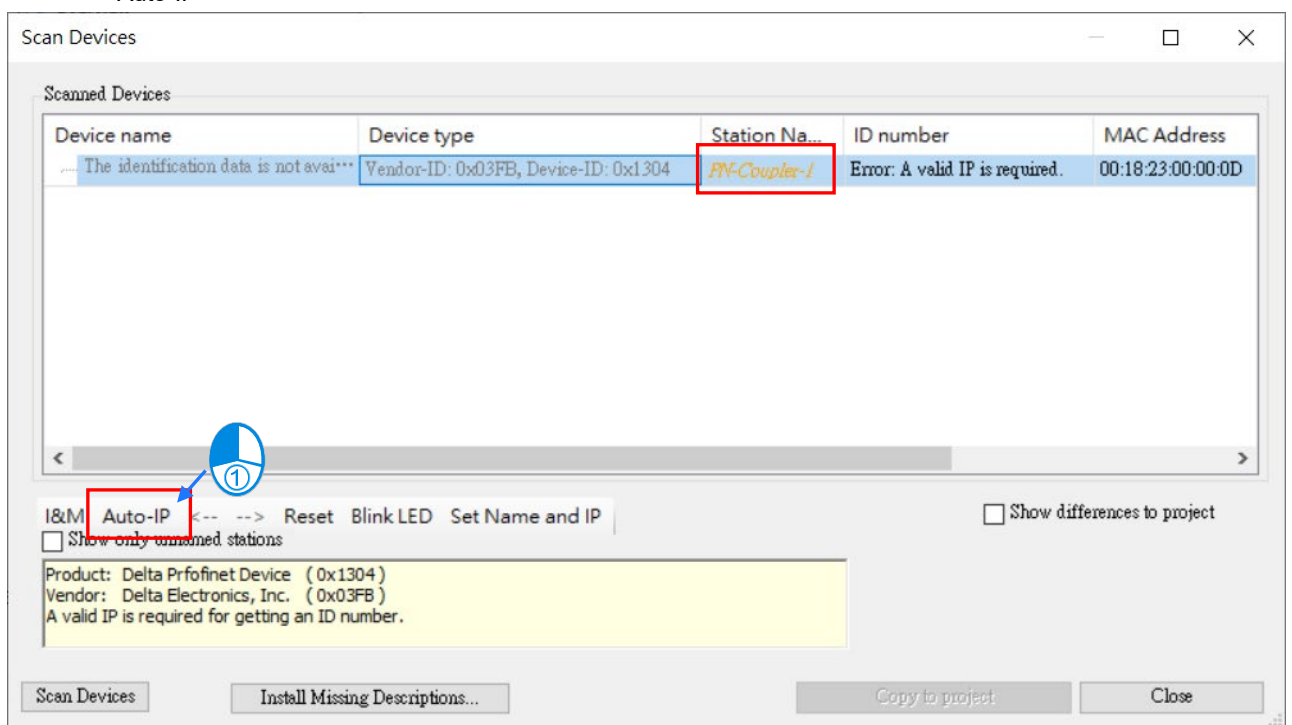 Scan Devices
Scanned Devices
Device name Device type Station Na... ID number MAC Address
The identification data is not avai... Vendor-ID: 0x03FB, Device-ID: 0x1304 PN-Coupler-1 Error: A valid IP is required. 00:18:23:00:00:0D
①
I&M Auto-IP <-- --> Reset Blink LED Set Name and IP
Show differences to project
Show only unnamed stations
Product: Delta Prfofinet Device (0x1304)
Vendor: Delta Electronics, Inc. (0x03FB)
A valid IP is required for getting an ID number.
Scan Devices Install Missing Descriptions... Copy to project Close